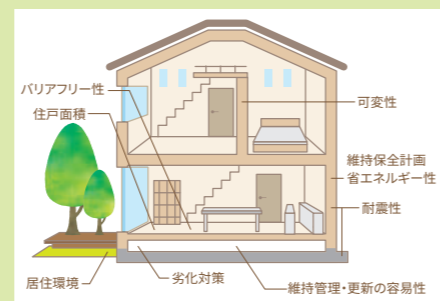 バリアフリー性
住戸面積
可変性
維持保全計画
省エネルギー性
耐震性
居住環境
劣化対策
維持管理・更新の容易性